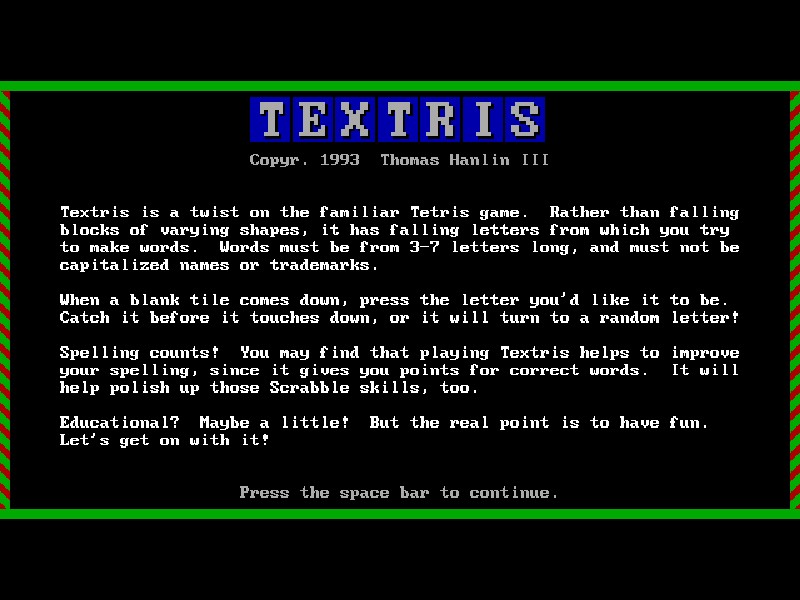 TEXTRIS
Copyr. 1993  Thomas Hanlin III
Textris is a twist on the familiar Tetris game.  Rather than falling
blocks of varying shapes, it has falling letters from which you try
to make words.  Words must be from 3-7 letters long, and must not be
capitalized names or trademarks.
When a blank tile comes down, press the letter you'd like it to be.
Catch it before it touches down, or it will turn to a random letter!
Spelling counts!  You may find that playing Textris helps to improve
your spelling, since it gives you points for correct words.  It will
help polish up those Scrabble skills, too.
Educational?  Maybe a little!  But the real point is to have fun.
Let's get on with it!
Press the space bar to continue.